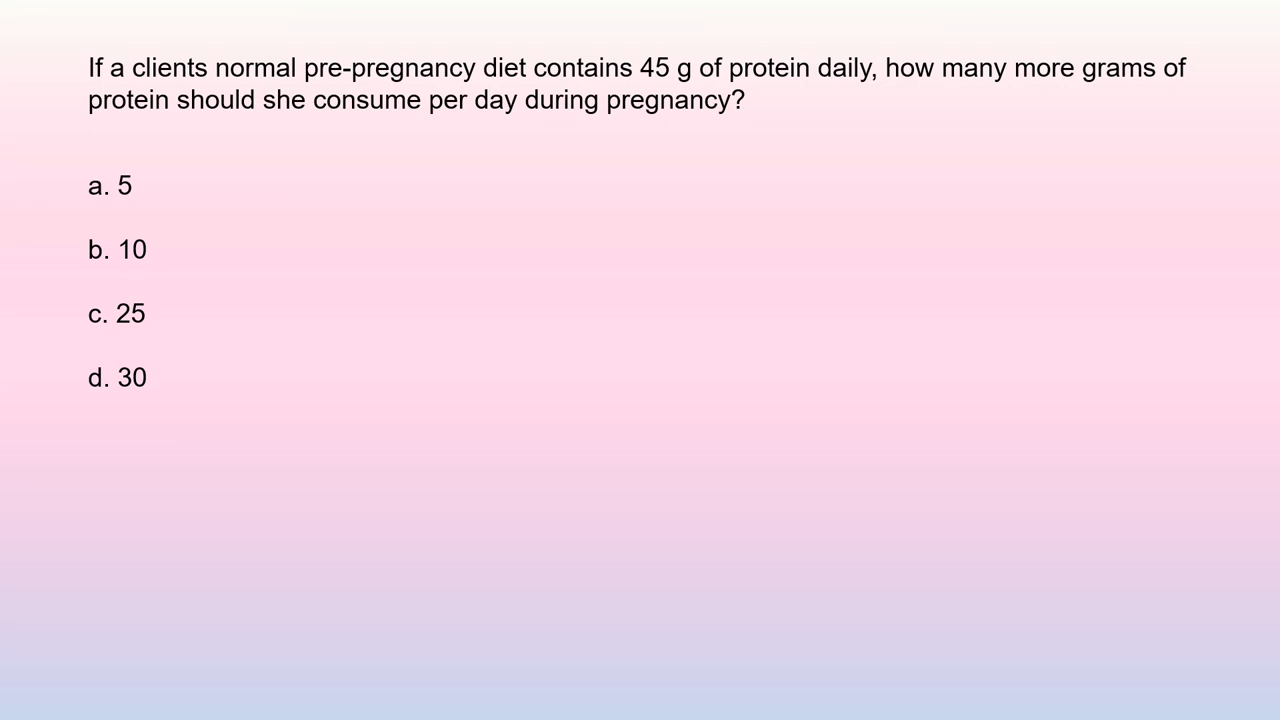 If a clients normal pre-pregnancy diet contains 45 g of protein daily, how many more grams of
protein should she consume per day during pregnancy?
a. 5
b. 10
c. 25
d. 30